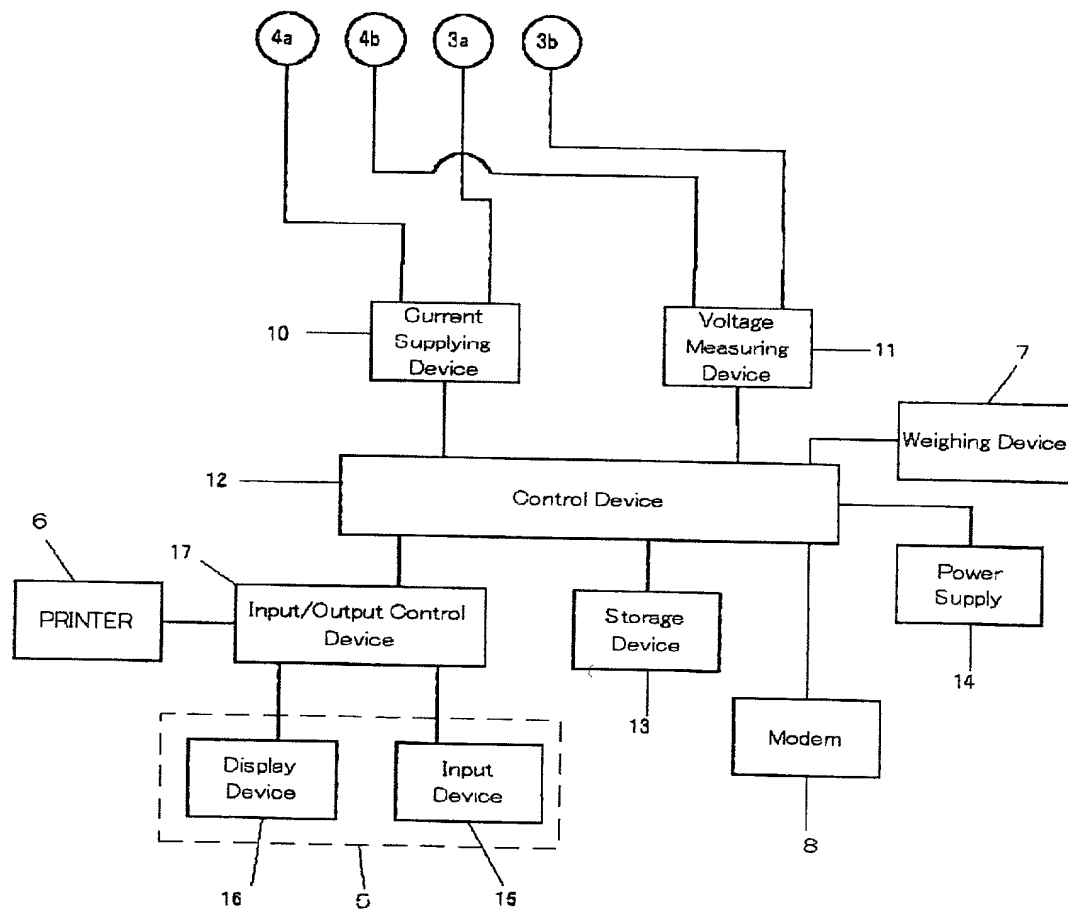 4a
4b
3a
3b
Current
Supplying
Device
10
Voltage
Measuring
Device
11
7
Weighing Device
12
Control Device
6
17
PRINTER
Input/Output Control
Device
Storage
Device
Power
Supply
13
14
Display
Device
Input
Device
Modem
16
5
15
8